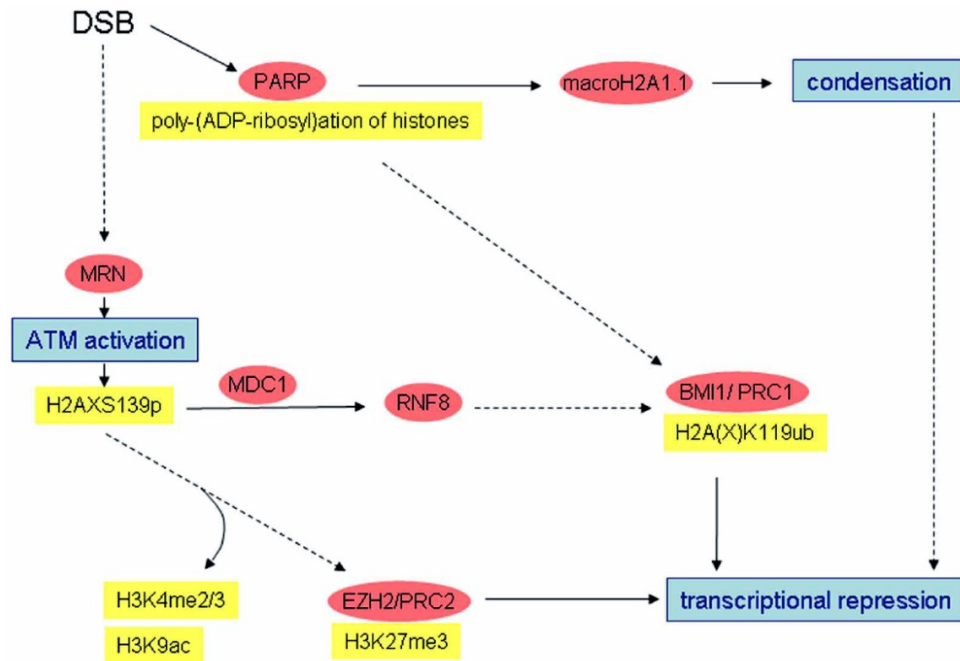 DSB
PARP
macroH2A1.1
condensation
poly-(ADP-ribosyl)ation of histones
MRN
ATM activation
MDC1
H2AXS139p
RNF8
BMI1/ PRC1
H2A(X)K119ub
H3K4me2/3
EZH2/PRC2
transcriptional repression
H3K9ac
H3K27me3